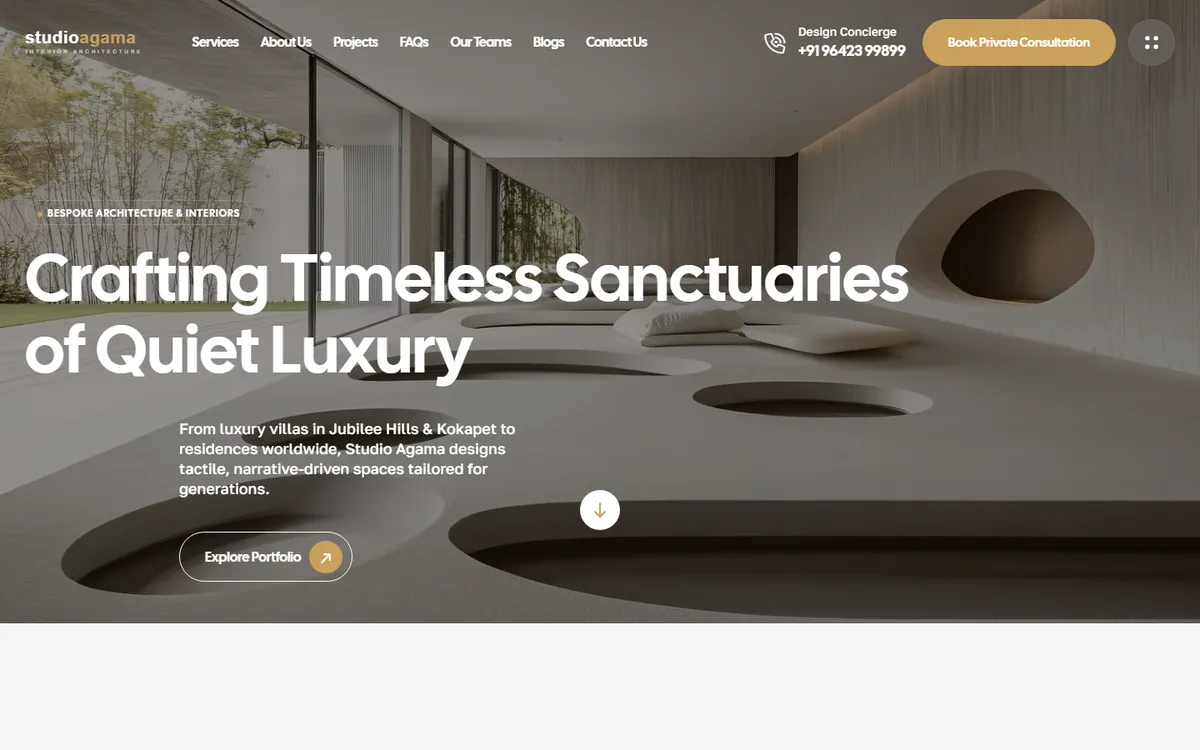 studioagama
INTERIOR ARCHITECTURE
Services
About Us
Projects
FAQs
Our Teams
Blogs
Contact Us
Design Concierge
+91 96423 99899
Book Private Consultation
BESPOKE ARCHITECTURE & INTERIORS
Crafting Timeless Sanctuaries
of Quiet Luxury
From luxury villas in Jubilee Hills & Kokapet to
residences worldwide, Studio Agama designs
tactile, narrative-driven spaces tailored for
generations.
Explore Portfolio